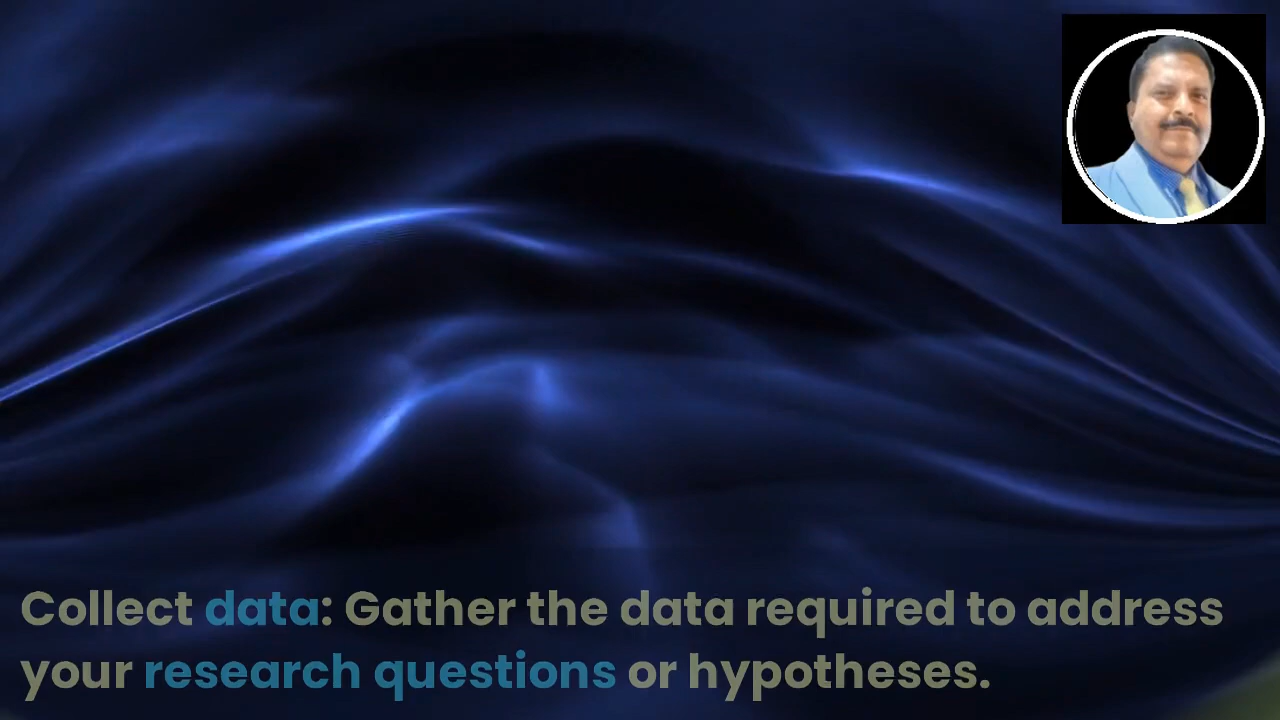 Collect data: Gather the data required to address
your research questions or hypotheses.